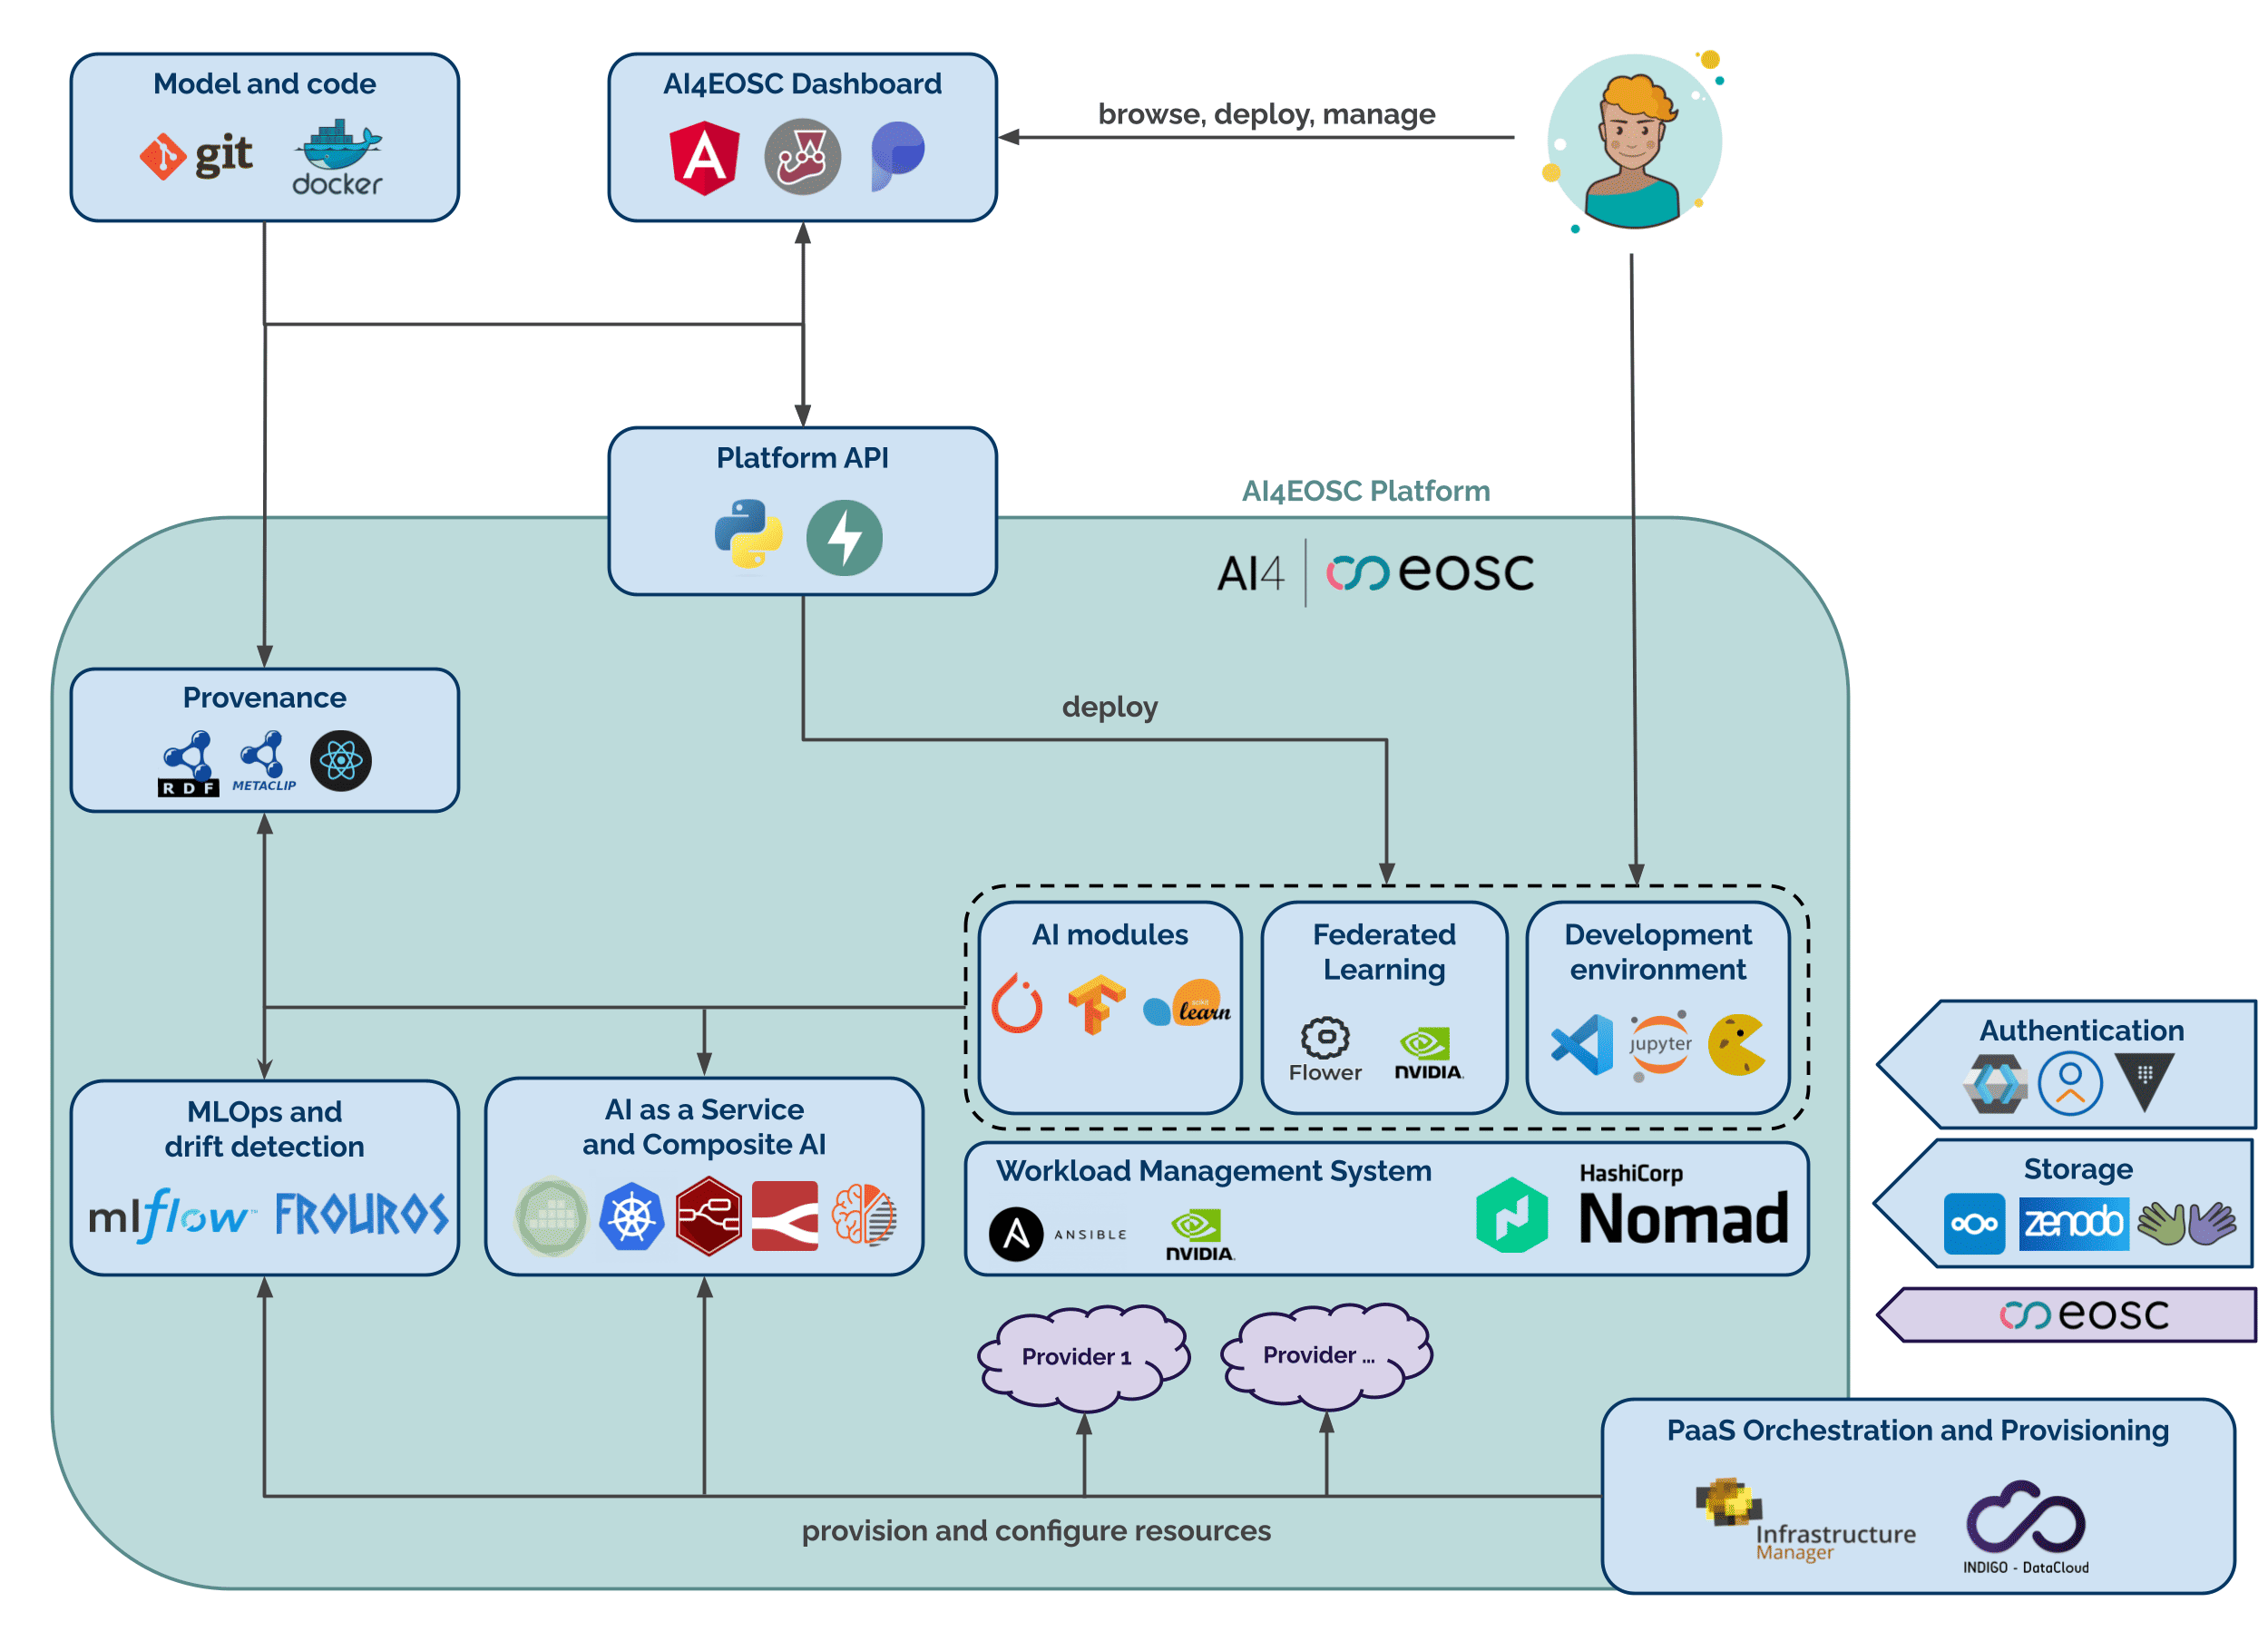 Model and code
git
docker
AI4EOSC Dashboard
browse, deploy, manage
Platform API
AI4EOSC Platform
AI4 eosc
Provenance
RDF
METACLIP
deploy
AI modules
scikit
learn
Federated
Learning
Flower
NVIDIA.
Development
environment
jupyter
MLOps and
drift detection
mlflow™
FROUROS
AI as a Service
and Composite AI
Workload Management System
ANSIBLE
NVIDIA.
HashiCorp
Nomad
Authentication
Storage
zenodo
eosc
Provider 1
Provider ...
PaaS Orchestration and Provisioning
Infrastructure
Manager
INDIGO - DataCloud
provision and configure resources